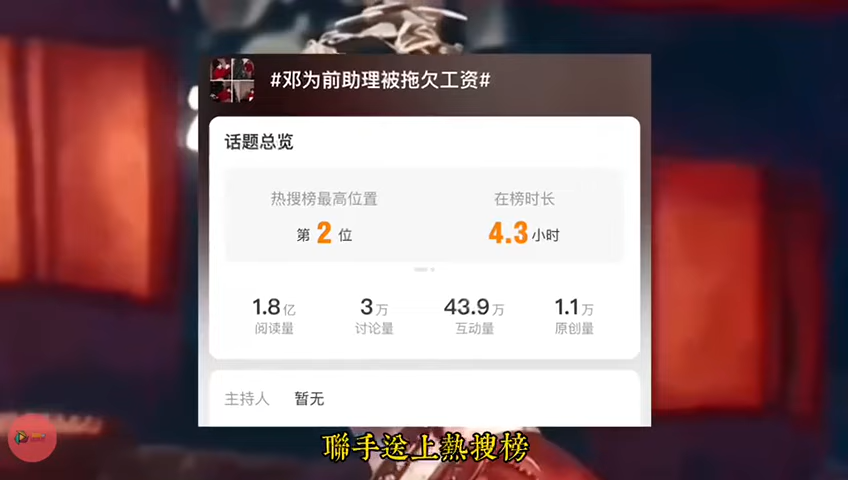 #邓为前助理被拖欠工资#
话题总览
热搜榜最高位置 在榜时长
第 2 位 4.3 小时
1.8 亿 3 万 43.9 万 1.1 万
阅读量 讨论量 互动量 原创量
主持人 暂无
聯手送上熱搜榜